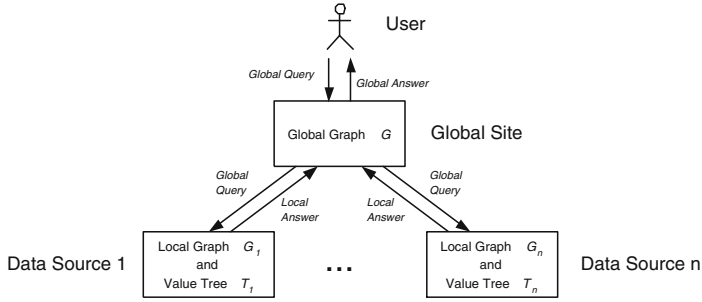 User
Global Query
Global Answer
Global Graph G
Global Site
Global
Query
Local
Answer
Local
Answer
Global
Query
Data Source 1
Local Graph G1
and
Value Tree T1
...
Local Graph Gn
and
Value Tree Tn
Data Source n